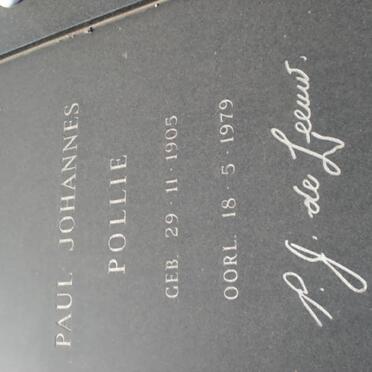 PAUL JOHANNES
POLLIE
GEB. 29 · 11 · 1905
OORL. 18 · 5 · 1979
P. J. de Leeuw.